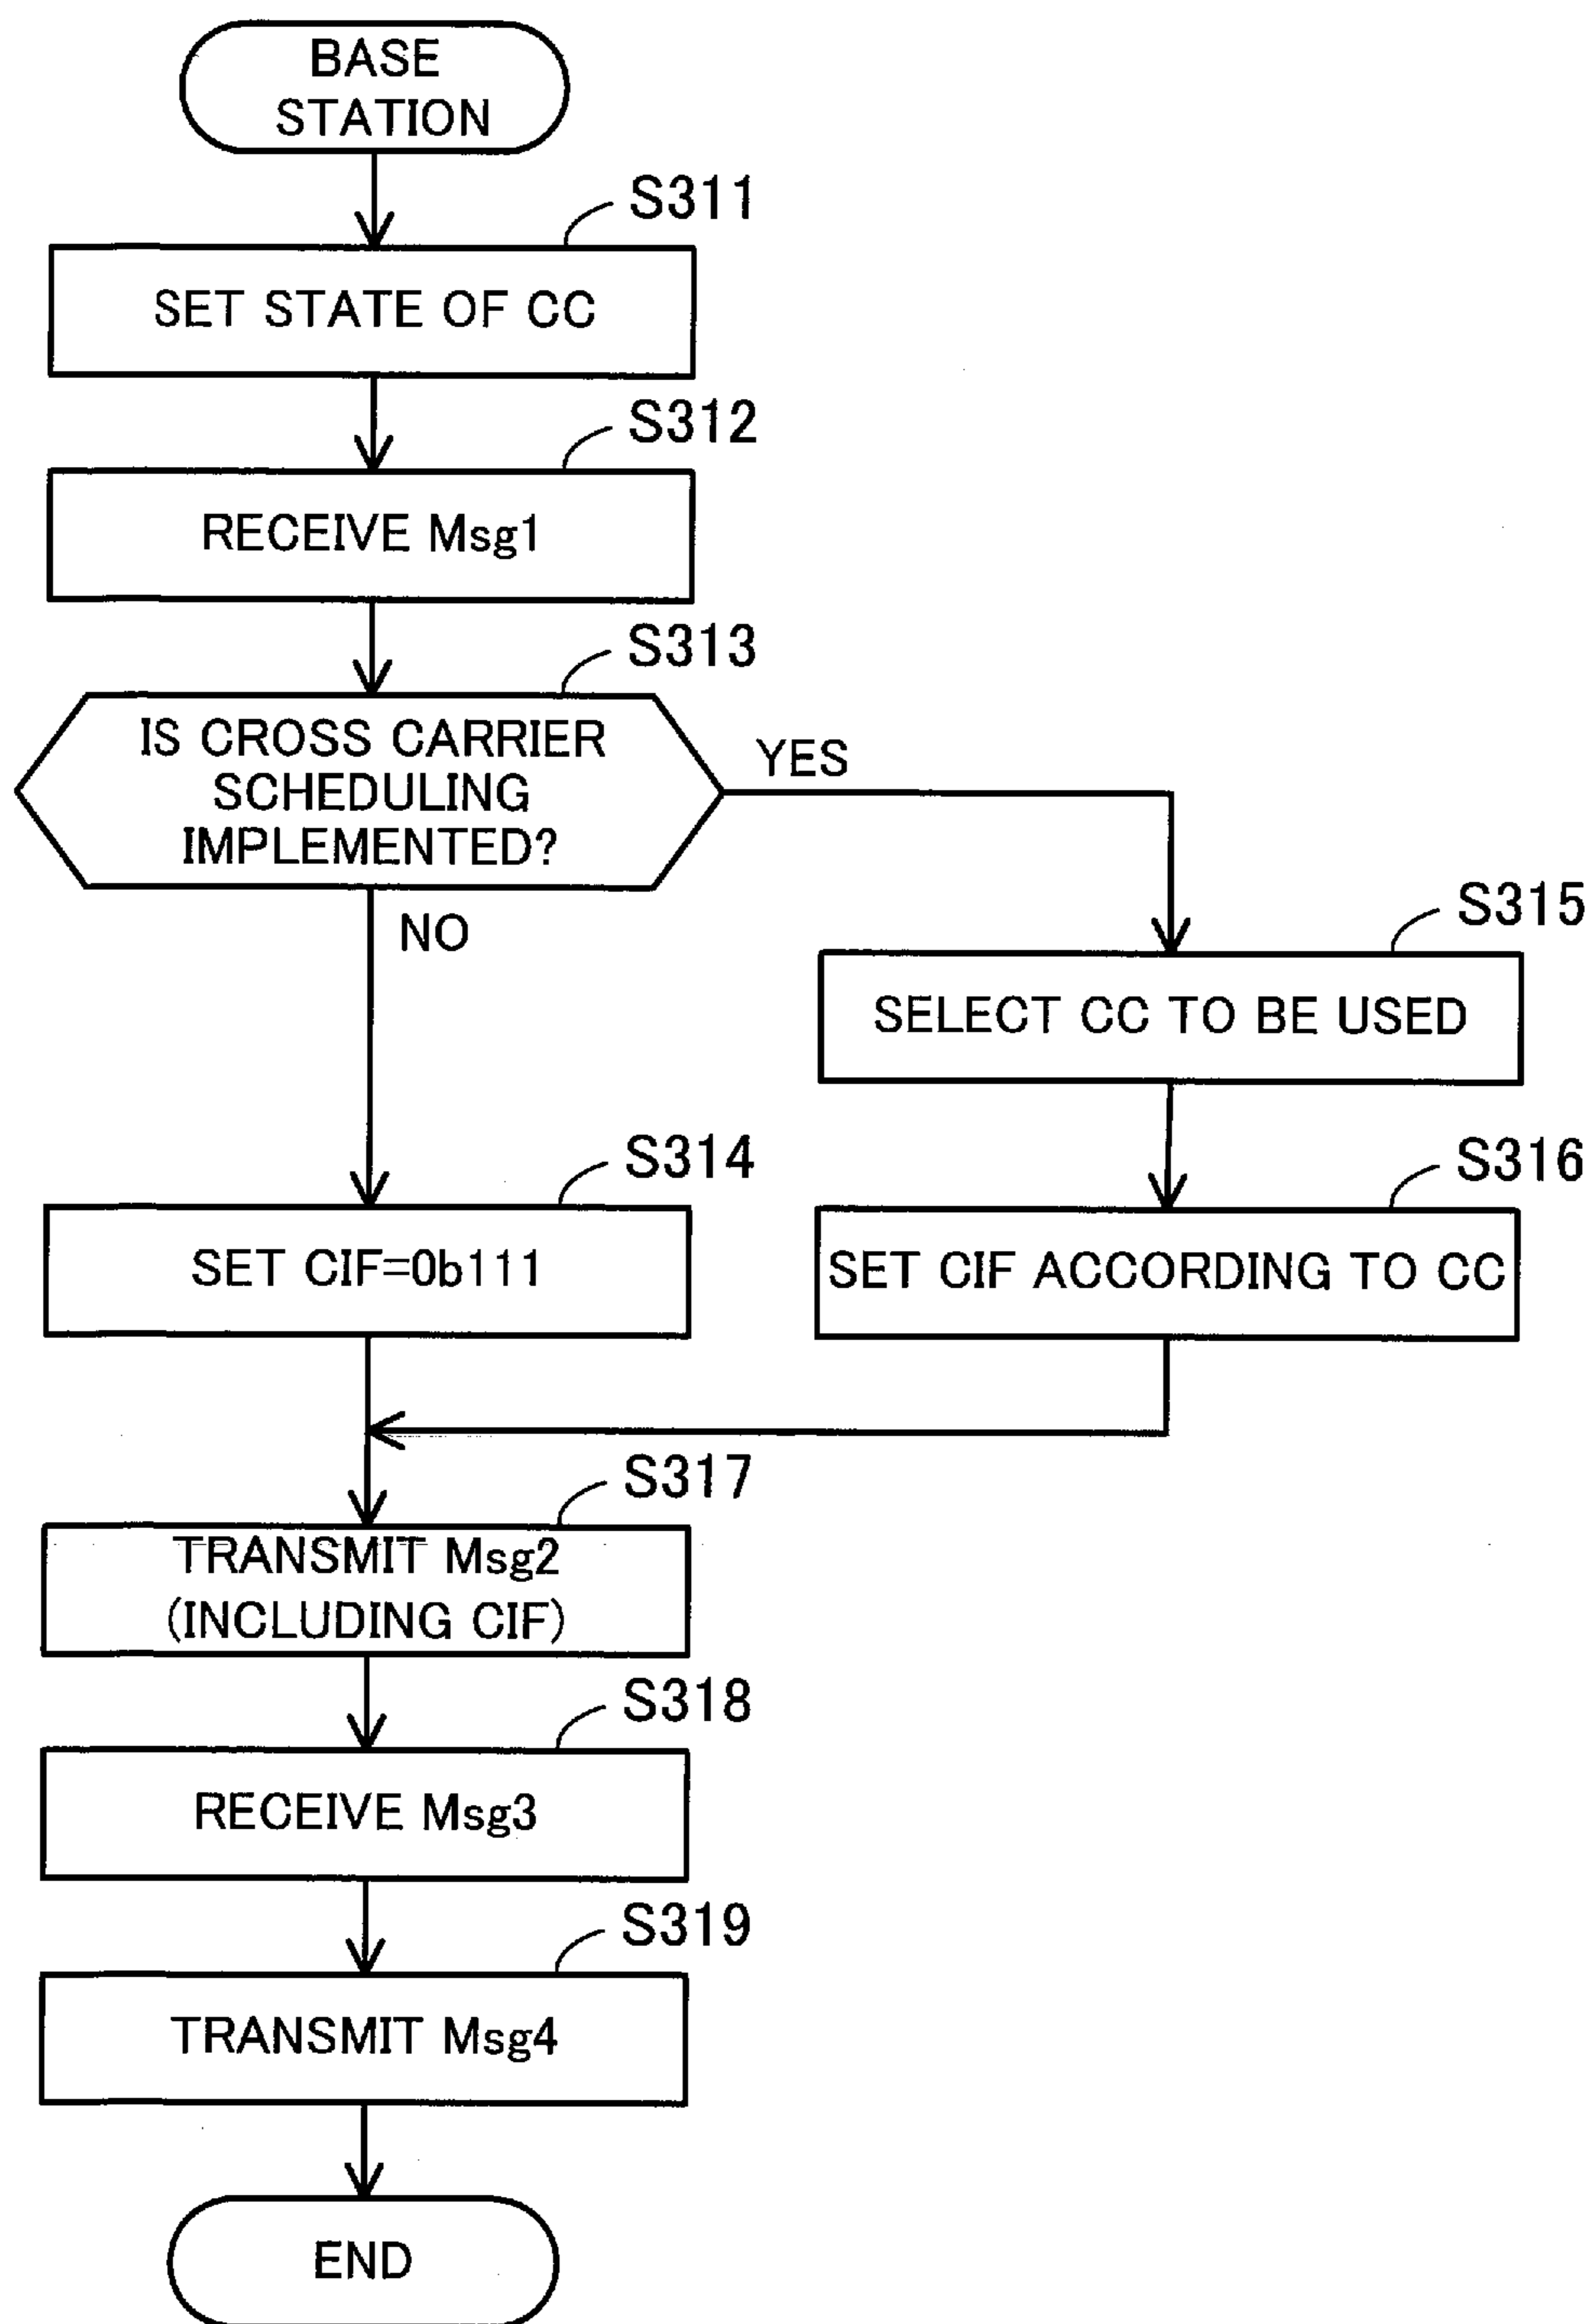 BASE
STATION
S311
SET STATE OF CC
S312
RECEIVE Msg1
S313
IS CROSS CARRIER
SCHEDULING
IMPLEMENTED?
YES
NO
S315
SELECT CC TO BE USED
S314
SET CIF=0b111
S316
SET CIF ACCORDING TO CC
S317
TRANSMIT Msg2
(INCLUDING CIF)
S318
RECEIVE Msg3
S319
TRANSMIT Msg4
END